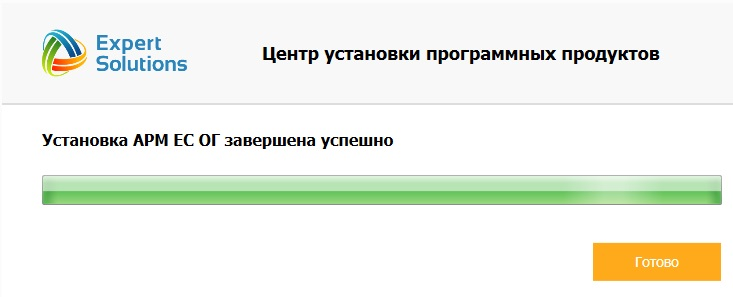 Expert
Solutions
Центр установки программных продуктов
Установка АРМ ЕС ОГ завершена успешно
Готово